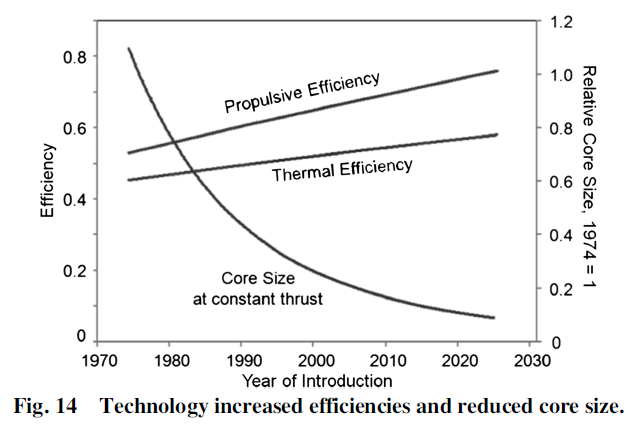 0.8
0.6
0.4
0.2
0
Efficiency
1.2
1.0
0.8
0.6
0.4
0.2
0
Relative Core Size, 1974 = 1
Propulsive Efficiency
Thermal Efficiency
Core Size
at constant thrust
1970 1980 1990 2000 2010 2020 2030
Year of Introduction
Fig. 14 Technology increased efficiencies and reduced core size.